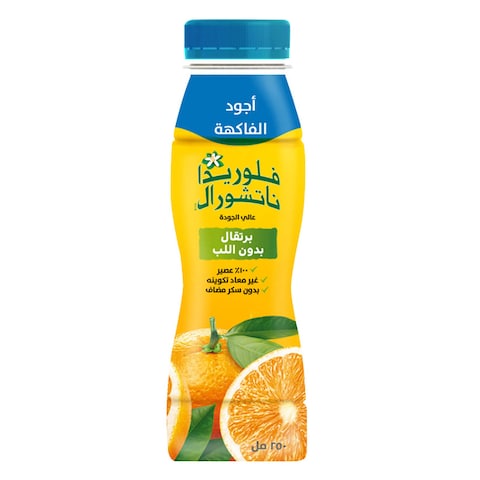 أجود
الفاكهة
فلوريدا
ناتشورال
عالي الجودة
برتقال
بدون اللب
١٠٠٪ عصير
غير معاد تكوينه
بدون سكر مضاف
٢٥٠ مل